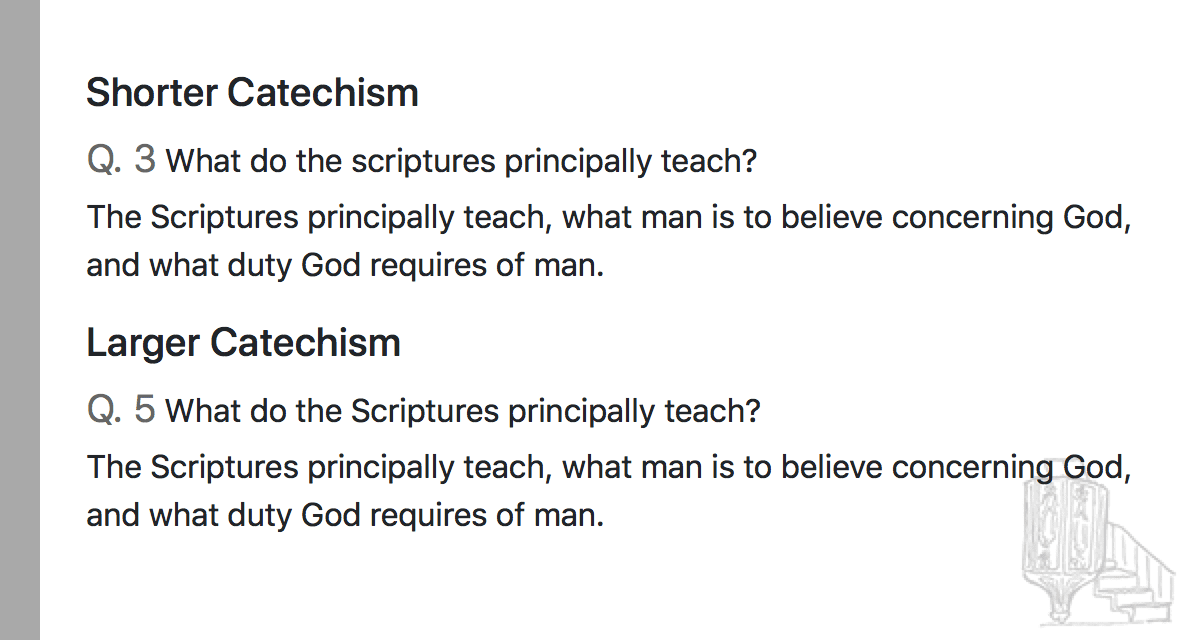 Shorter Catechism
Q. 3 What do the scriptures principally teach?
The Scriptures principally teach, what man is to believe concerning God,
and what duty God requires of man.
Larger Catechism
Q. 5 What do the Scriptures principally teach?
The Scriptures principally teach, what man is to believe concerning God,
and what duty God requires of man.